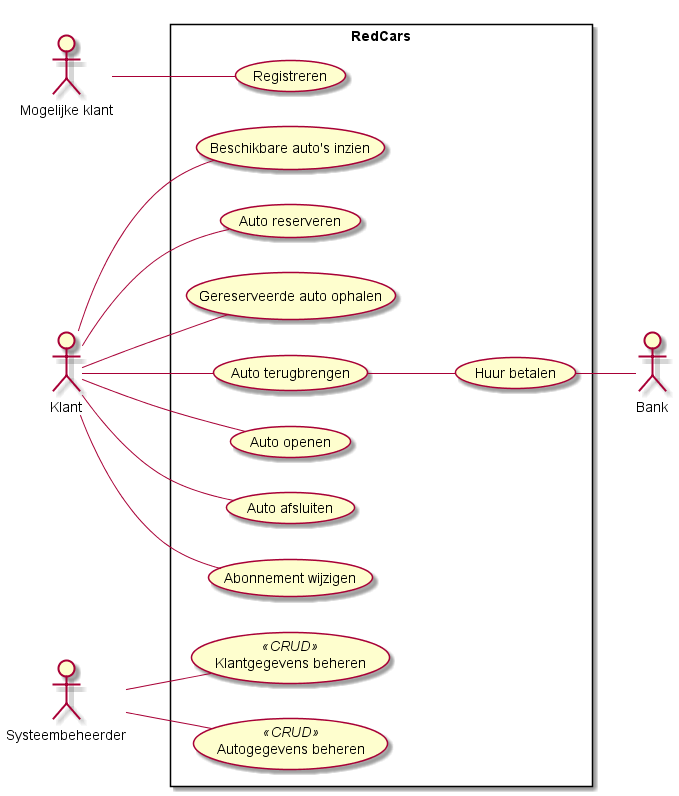 RedCars
Mogelijke klant
Registreren
Beschikbare auto's inzien
Auto reserveren
Gereserveerde auto ophalen
Klant
Auto terugbrengen
Huur betalen
Bank
Auto openen
Auto afsluiten
Abonnement wijzigen
Systeembeheerder
«CRUD»
Klantgegevens beheren
«CRUD»
Autogegevens beheren